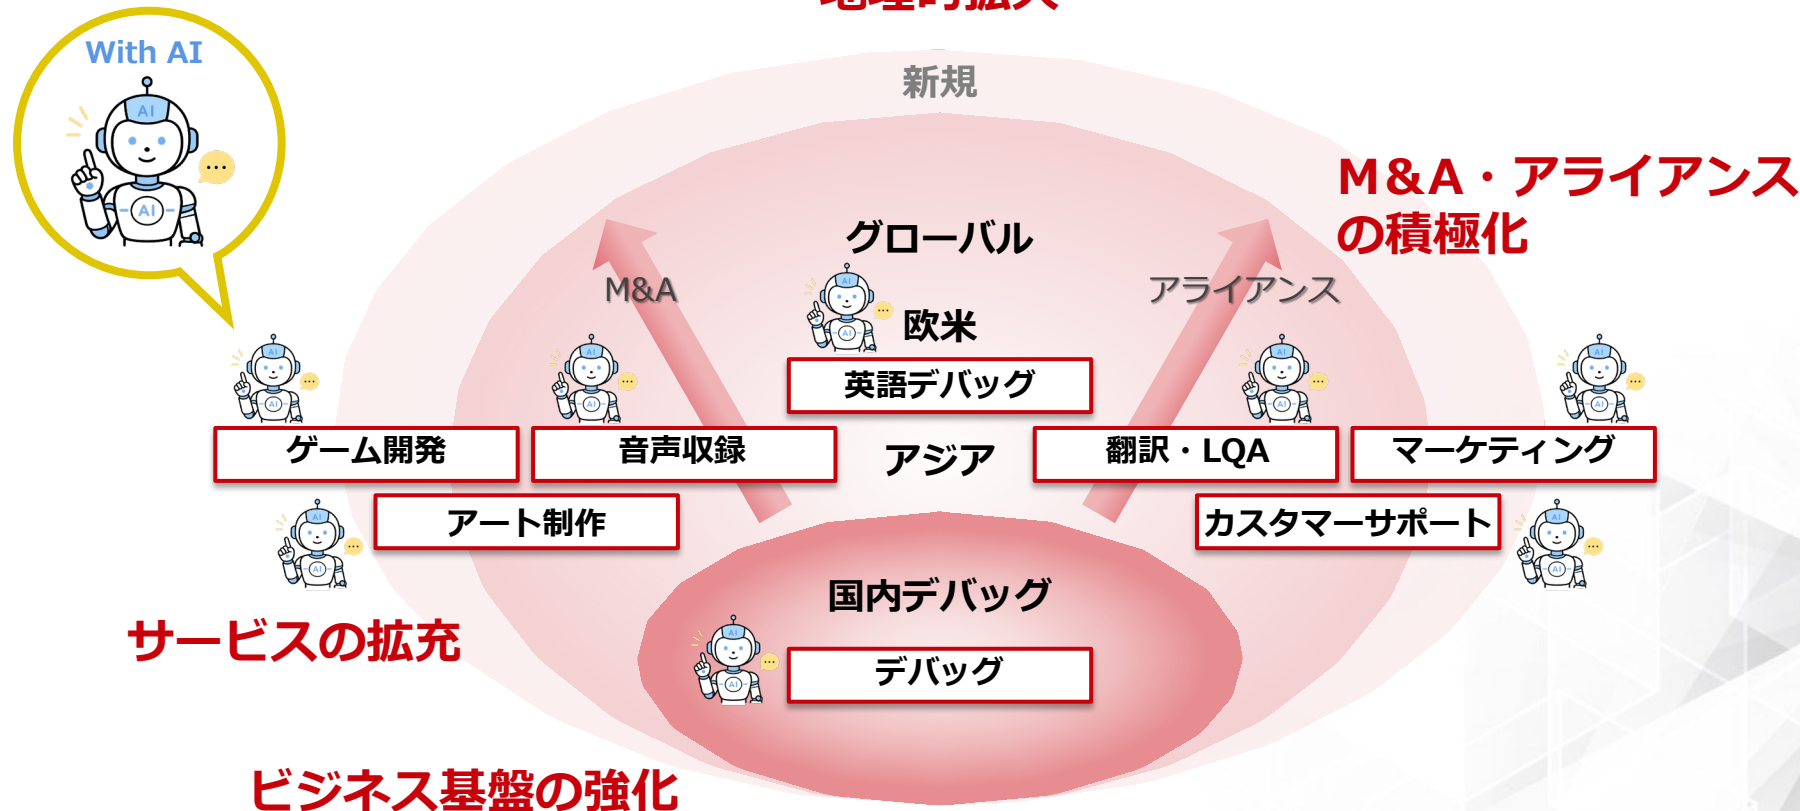 地理的拡大
With AI
新規
M&A・アライアンス
の積極化
グローバル
M&A
アライアンス
欧米
英語デバッグ
ゲーム開発
音声収録
アジア
翻訳・LQA
マーケティング
アート制作
カスタマーサポート
国内デバッグ
サービスの拡充
デバッグ
ビジネス基盤の強化